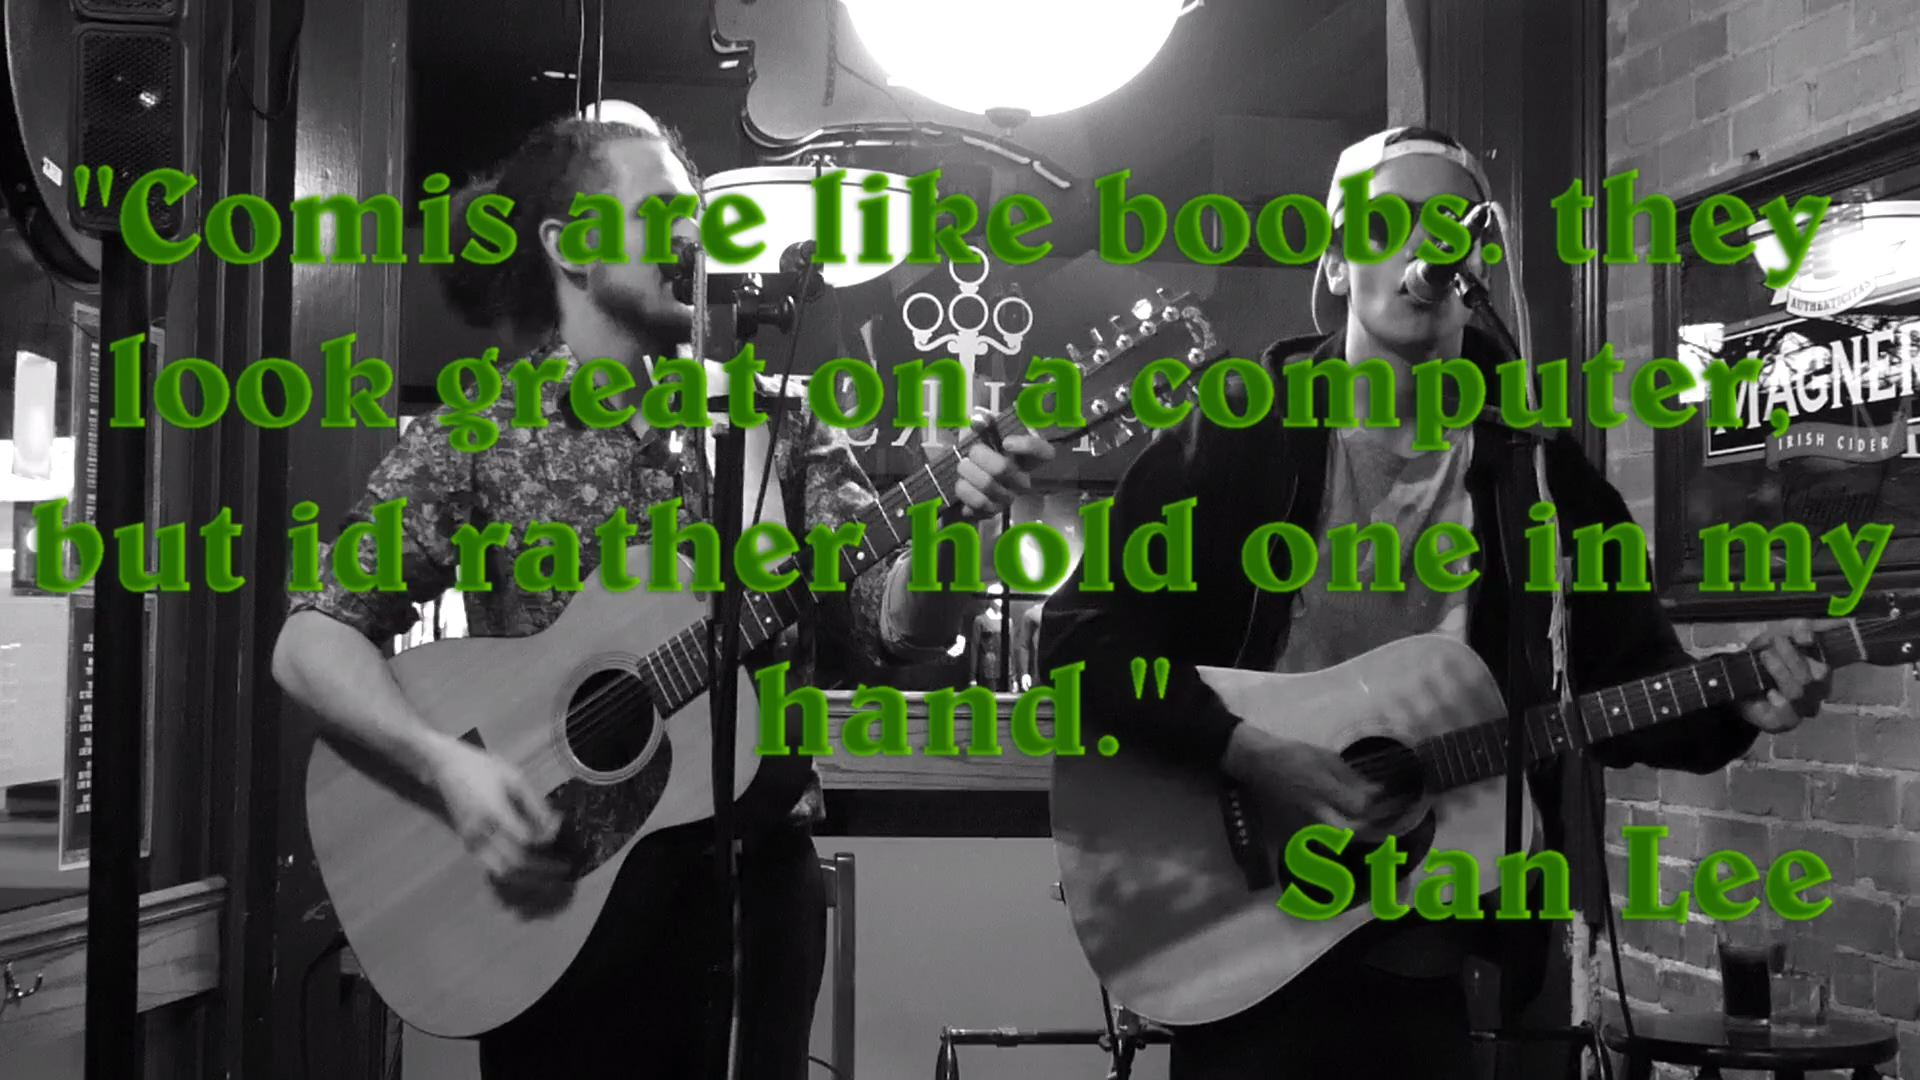 "Comis are like boobs. they
look great on a computer,
but id rather hold one in my
hand."
Stan Lee
AUTHENTICITAS
MAGNER
IRISH CIDER